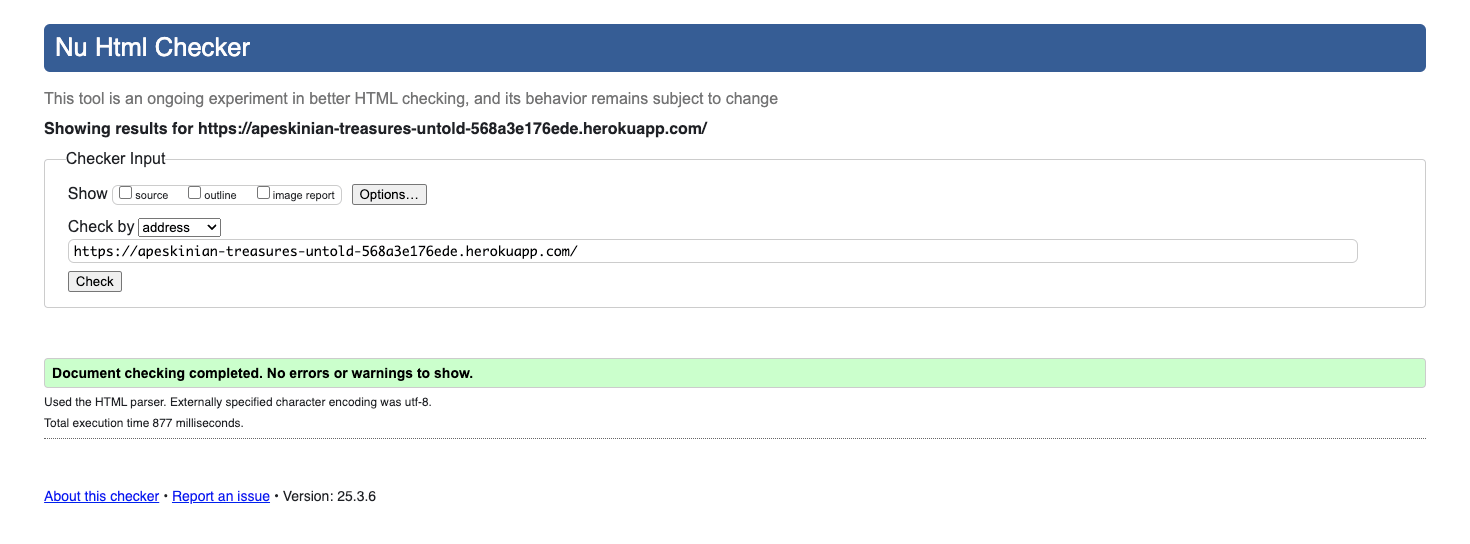 Nu Html Checker
This tool is an ongoing experiment in better HTML checking, and its behavior remains subject to change
Showing results for https://apeskinian-treasures-untold-568a3e176ede.herokuapp.com/
Checker Input
Show source outline image report Options...
Check by address
https://apeskinian-treasures-untold-568a3e176ede.herokuapp.com/
Check
Document checking completed. No errors or warnings to show.
Used the HTML parser. Externally specified character encoding was utf-8.
Total execution time 877 milliseconds.
About this checker • Report an issue • Version: 25.3.6